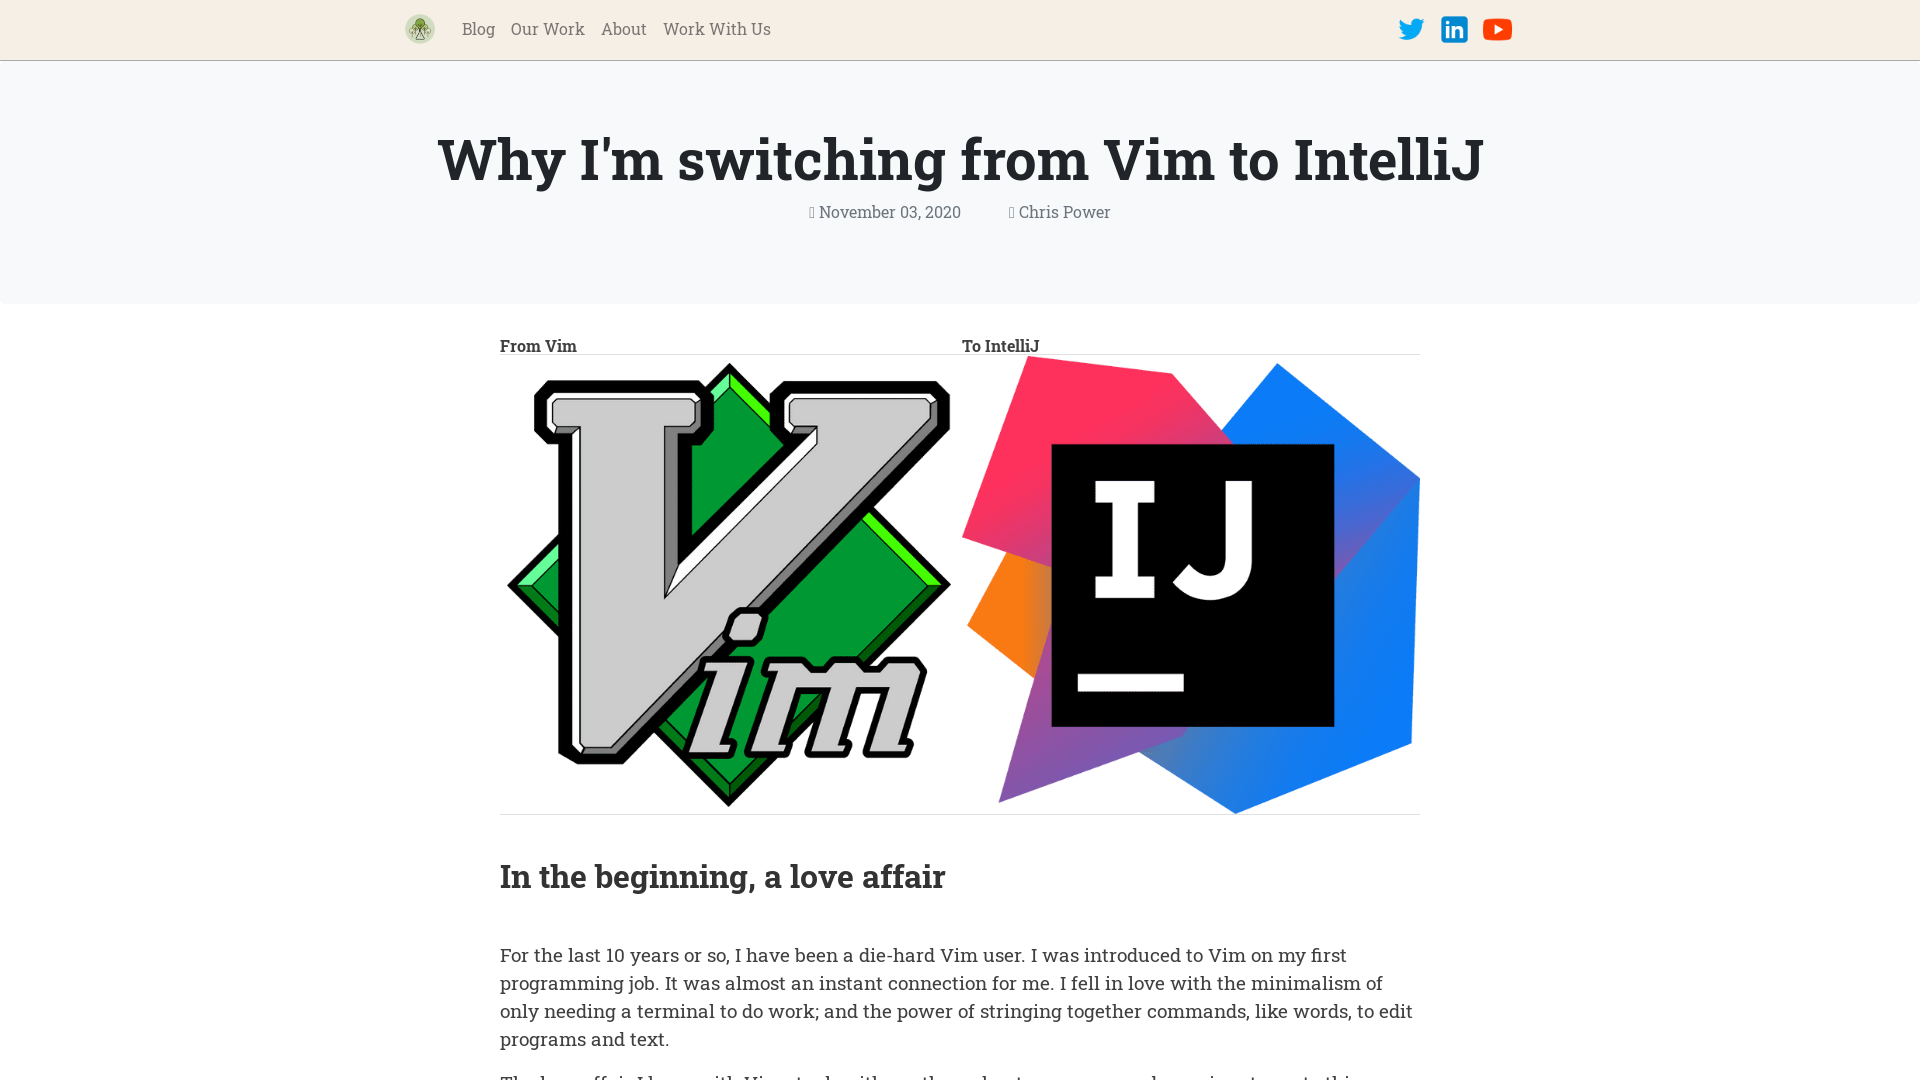 Blog Our Work About Work With Us
Why I'm switching from Vim to IntelliJ
November 03, 2020 Chris Power
From Vim To IntelliJ
Vim
IJ
In the beginning, a love affair
For the last 10 years or so, I have been a die-hard Vim user. I was introduced to Vim on my first
programming job. It was almost an instant connection for me. I fell in love with the minimalism of
only needing a terminal to do work; and the power of stringing together commands, like words, to edit
programs and text.